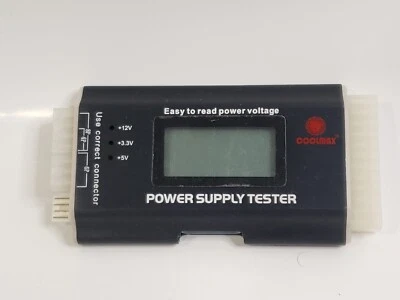 Easy to read power voltage
+12V
+3.3V
+5V
Use correct connector
COOLMAX
POWER SUPPLY TESTER